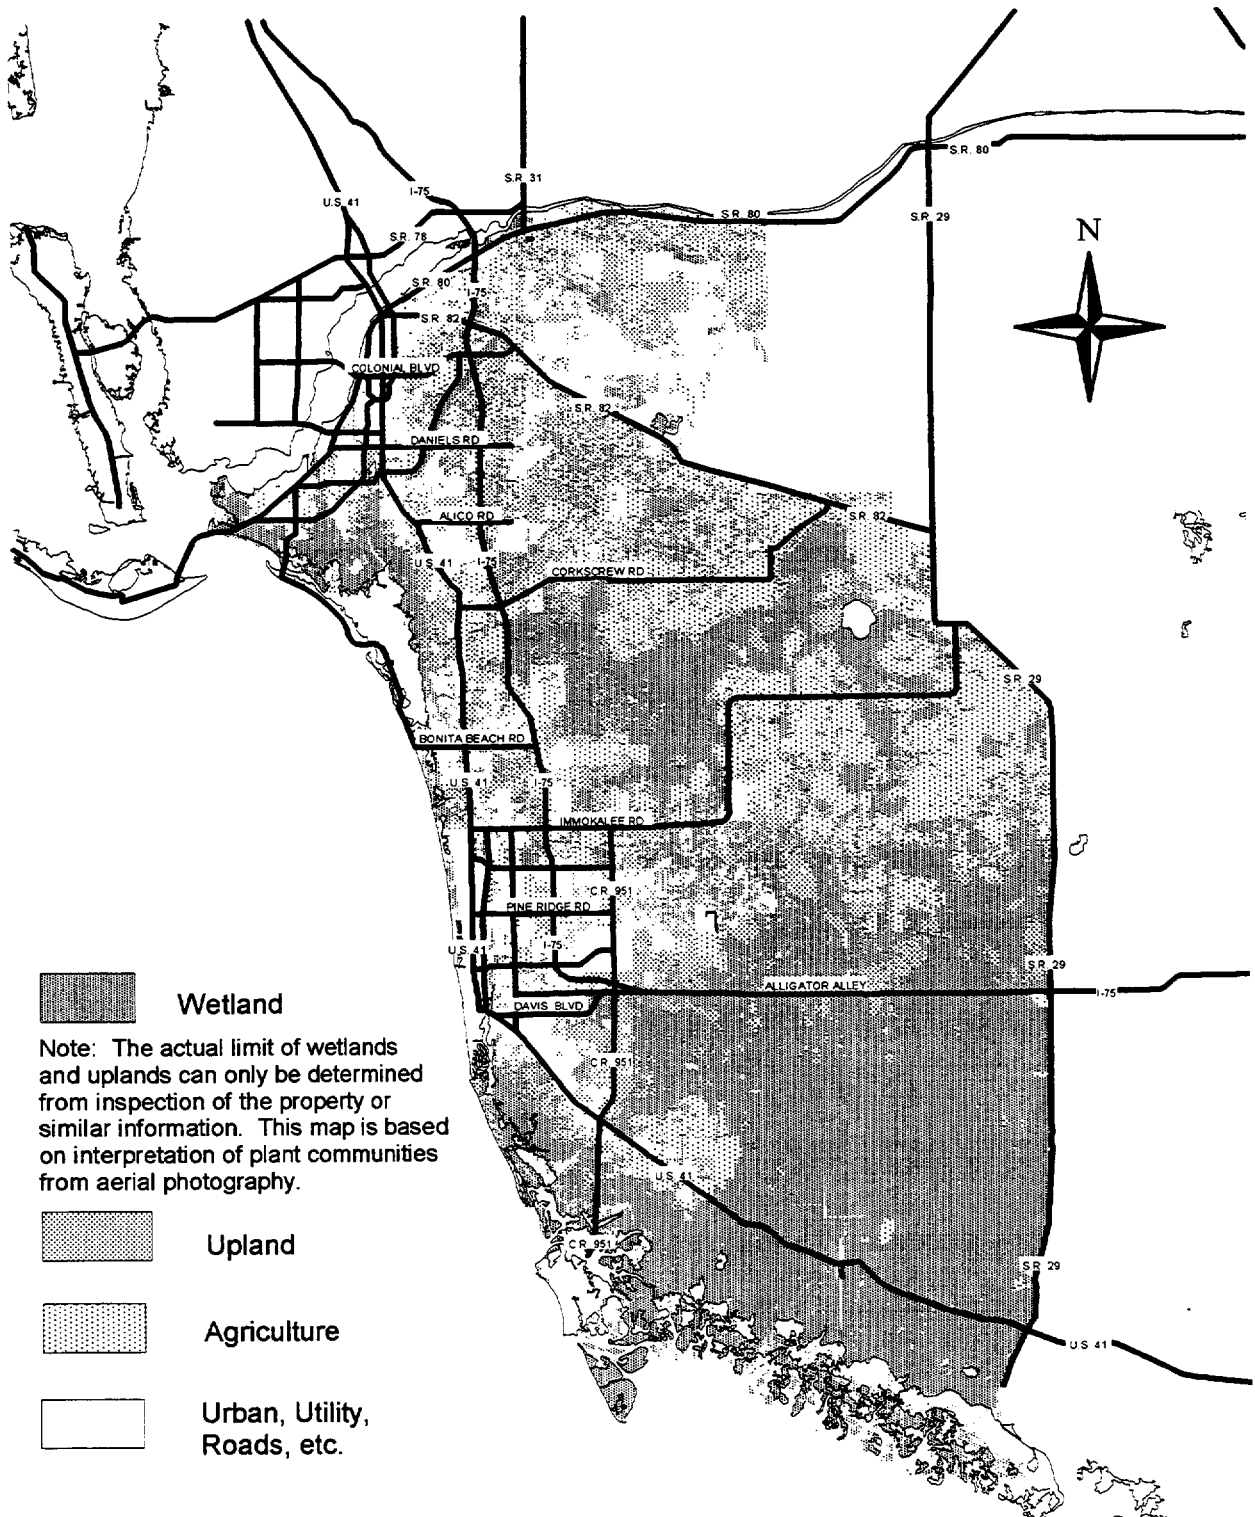 S.R. 80
S.R. 31
I-75
U.S. 41
S.R. 80
S.R. 29
N
S.R. 78
S.R. 80
I-75
S.R. 82
COLONIAL BLVD
S.R. 82
DANIELS RD
ALICO RD
S.R. 82
U.S. 41
I-75
CORKSCREW RD
S.R. 29
BONITA BEACH RD
U.S. 41
I-75
IMMOKALEE RD
C.R. 951
PINE RIDGE RD
U.S. 41
I-75
S.R. 29
ALLIGATOR ALLEY
I-75
DAVIS BLVD
C.R. 951
U.S. 41
C.R. 951
S.R. 29
U.S. 41
Wetland
Note: The actual limit of wetlands
and uplands can only be determined
from inspection of the property or
similar information. This map is based
on interpretation of plant communities
from aerial photography.
Upland
Agriculture
Urban, Utility,
Roads, etc.